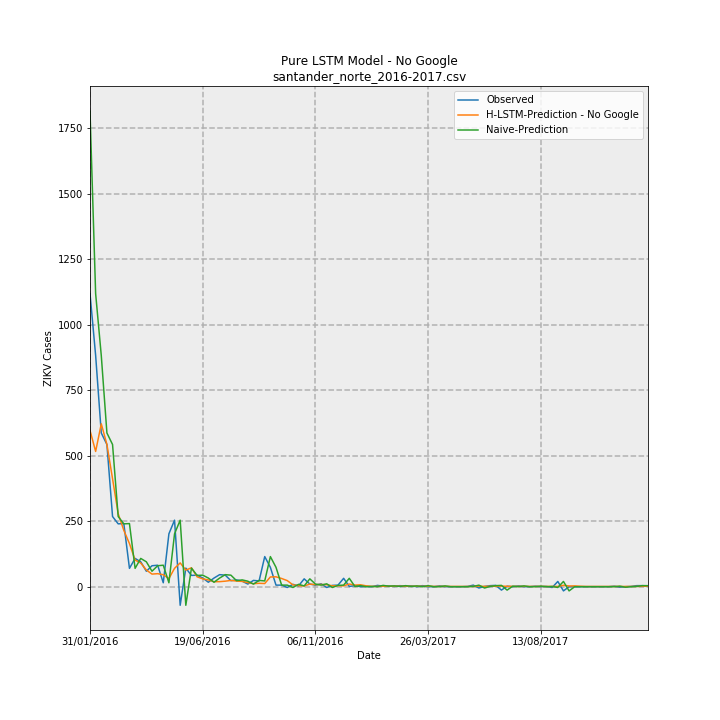 Pure LSTM Model - No Google
santander_norte_2016-2017.csv
Observed
H-LSTM-Prediction - No Google
Naive-Prediction
ZIKV Cases
1750
1500
1250
1000
750
500
250
0
31/01/2016
19/06/2016
06/11/2016
26/03/2017
13/08/2017
Date